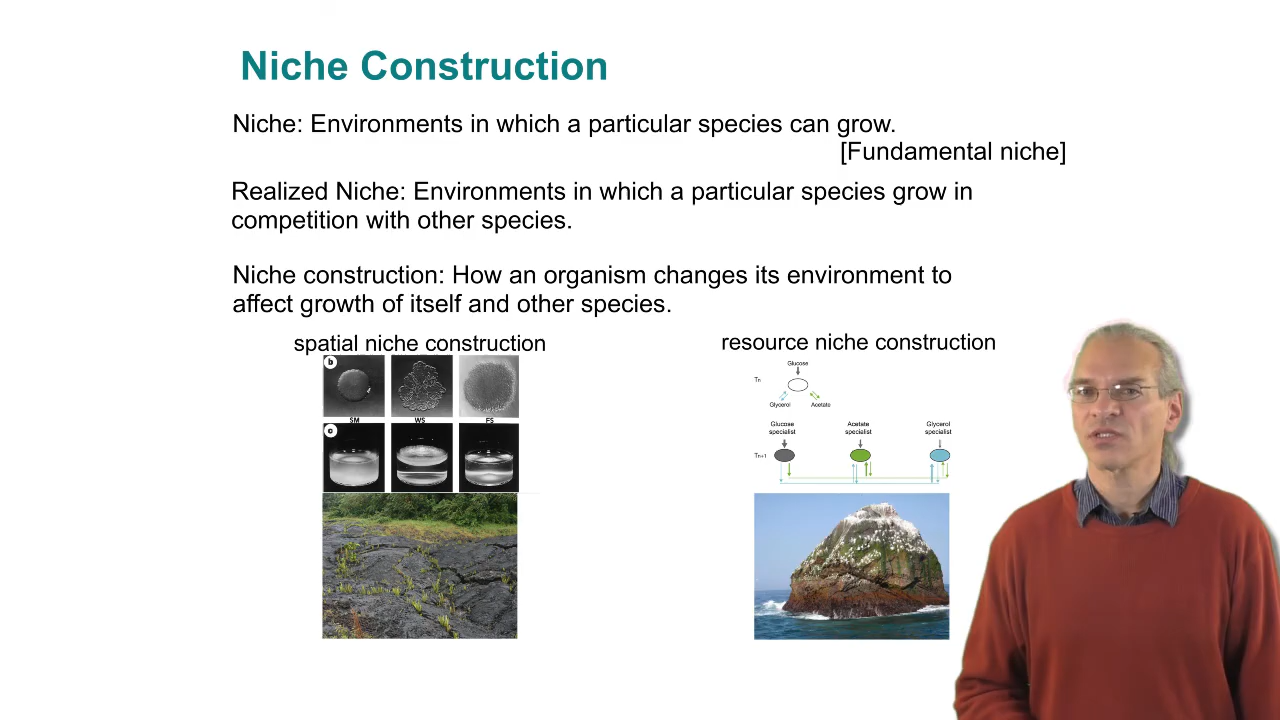 Niche Construction
Niche: Environments in which a particular species can grow.
[Fundamental niche]
Realized Niche: Environments in which a particular species grow in
competition with other species.
Niche construction: How an organism changes its environment to
affect growth of itself and other species.
spatial niche construction
resource niche construction
b
SM WS FS
c
Glucose
Tn
Glycerol Acetate
Glucose specialist
Acetate specialist
Glycerol specialist
Tn+1